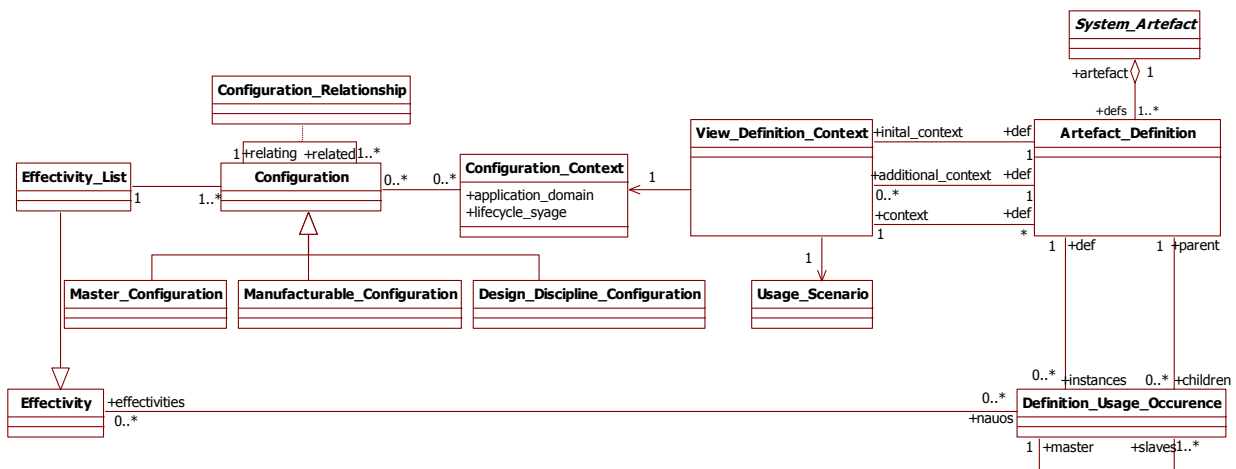 System_Artefact
+artefact 1
Configuration_Relationship
+defs 1..*
View_Definition_Context +inital_context +def Artefact_Definition
1 +relating +related 1..*
1
Effectivity_List Configuration 0..* 0..* Configuration_Context
1 +additional_context +def
1 1..* +application_domain
0..* 1
+lifecycle_syage
+context +def
1 *
1 +def 1 +parent
1
Master_Configuration Manufacturable_Configuration Design_Discipline_Configuration Usage_Scenario
0..* +instances 0..* +children
Effectivity +effectivities 0..* Definition_Usage_Occurence
0..* +nauos
1 +master +slaves 1..*